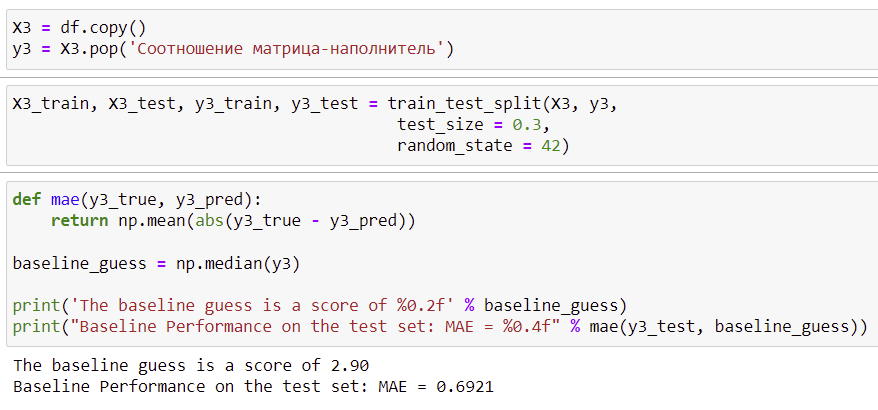 X3 = df.copy()
y3 = X3.pop('Соотношение матрица-наполнитель')
X3_train, X3_test, y3_train, y3_test = train_test_split(X3, y3,
                                        test_size = 0.3,
                                        random_state = 42)
def mae(y3_true, y3_pred):
    return np.mean(abs(y3_true - y3_pred))
baseline_guess = np.median(y3)
print('The baseline guess is a score of %0.2f' % baseline_guess)
print("Baseline Performance on the test set: MAE = %0.4f" % mae(y3_test, baseline_guess))
The baseline guess is a score of 2.90
Baseline Performance on the test set: MAE = 0.6921